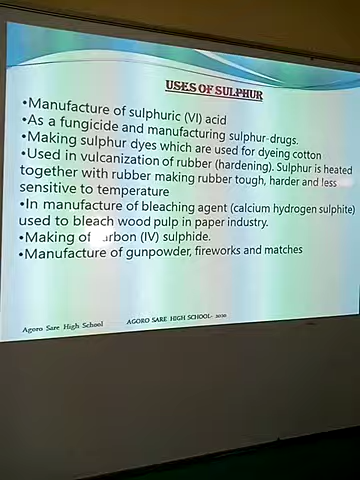 USES OF SULPHUR
•Manufacture of sulphuric (VI) acid
•As a fungicide and manufacturing sulphur-drugs.
•Making sulphur dyes which are used for dyeing cotton
•Used in vulcanization of rubber (hardening). Sulphur is heated
together with rubber making rubber tough, harder and less
sensitive to temperature
•In manufacture of bleaching agent (calcium hydrogen sulphite)
used to bleach wood pulp in paper industry.
•Making of arbon (IV) sulphide.
•Manufacture of gunpowder, fireworks and matches
Agoro Sare High School AGORO SARE HIGH SCHOOL- 2020